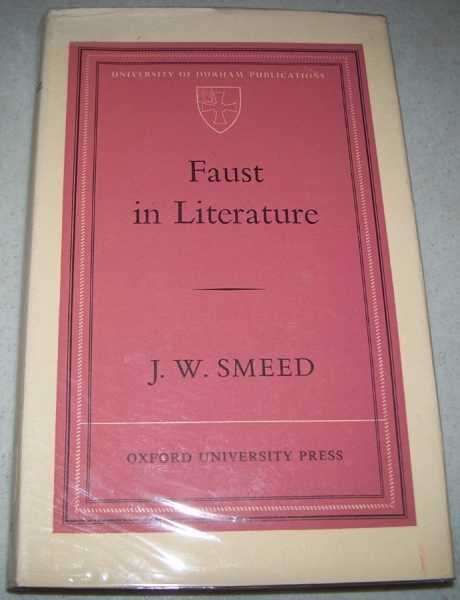 UNIVERSITY OF DURHAM PUBLICATIONS
Faust
in Literature
J. W. SMEED
OXFORD UNIVERSITY PRESS